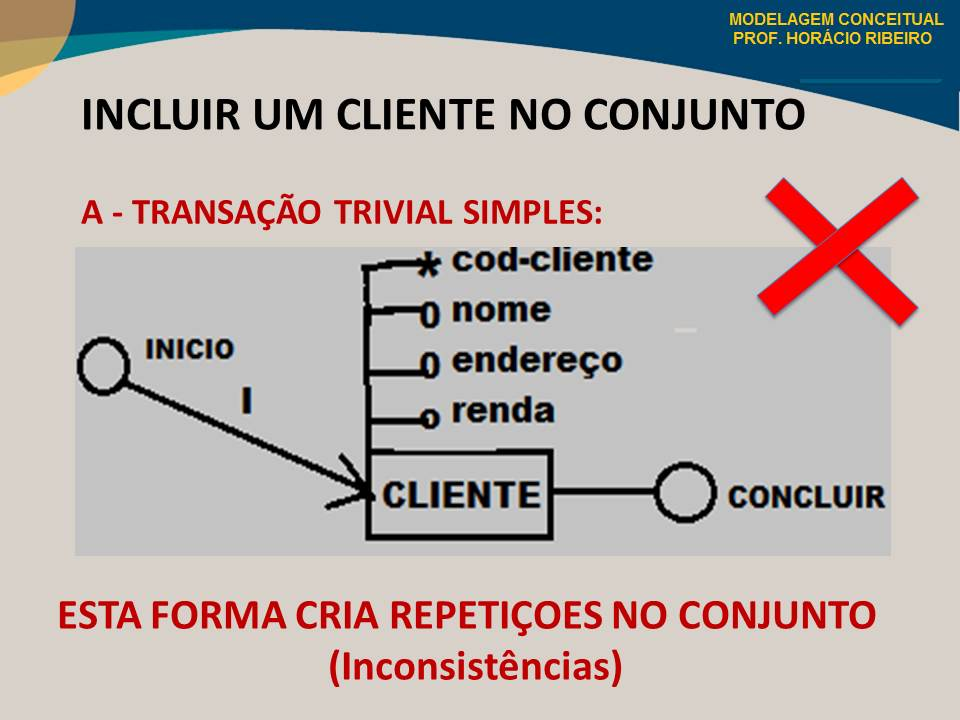 MODELAGEM CONCEITUAL
PROF. HORÁCIO RIBEIRO
INCLUIR UM CLIENTE NO CONJUNTO
A - TRANSAÇÃO TRIVIAL SIMPLES:
* cod-cliente
0 nome
0 endereço
o renda
INICIO
I
CLIENTE
CONCLUIR
ESTA FORMA CRIA REPETIÇOES NO CONJUNTO
(Inconsistências)